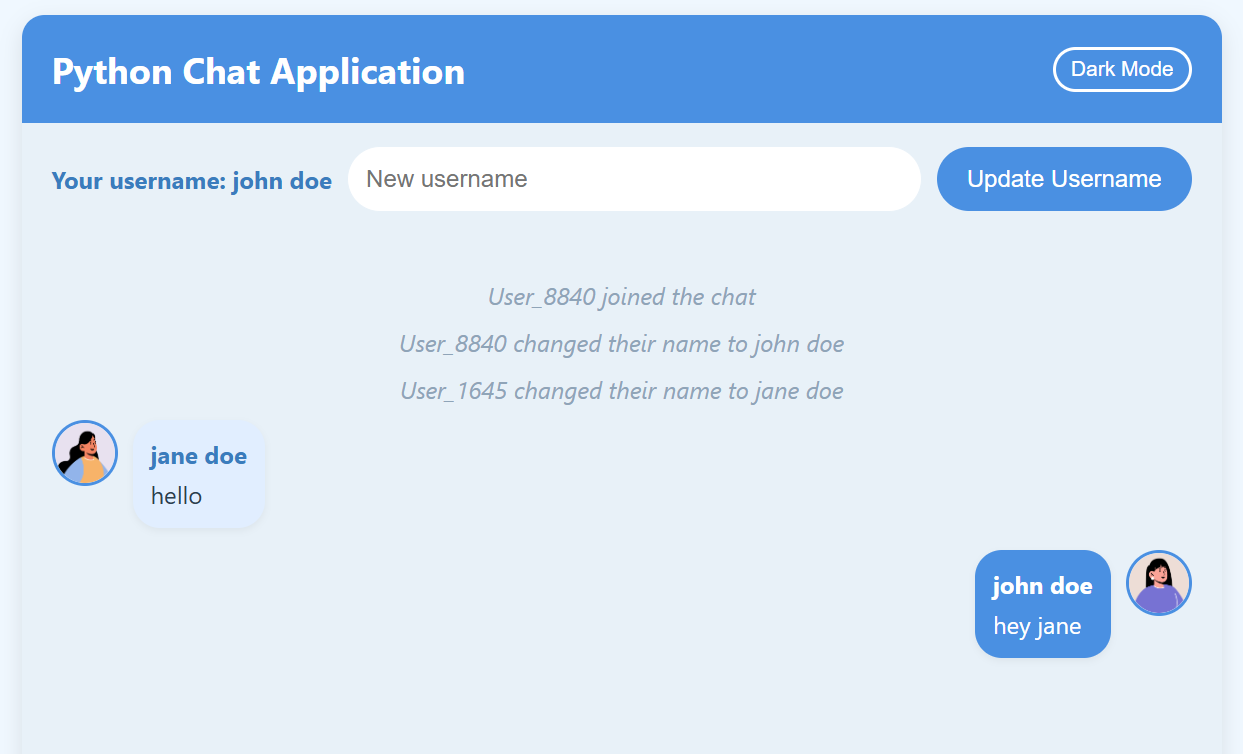 Python Chat Application
Dark Mode
Your username: john doe
New username
Update Username
User_8840 joined the chat
User_8840 changed their name to john doe
User_1645 changed their name to jane doe
jane doe
hello
john doe
hey jane